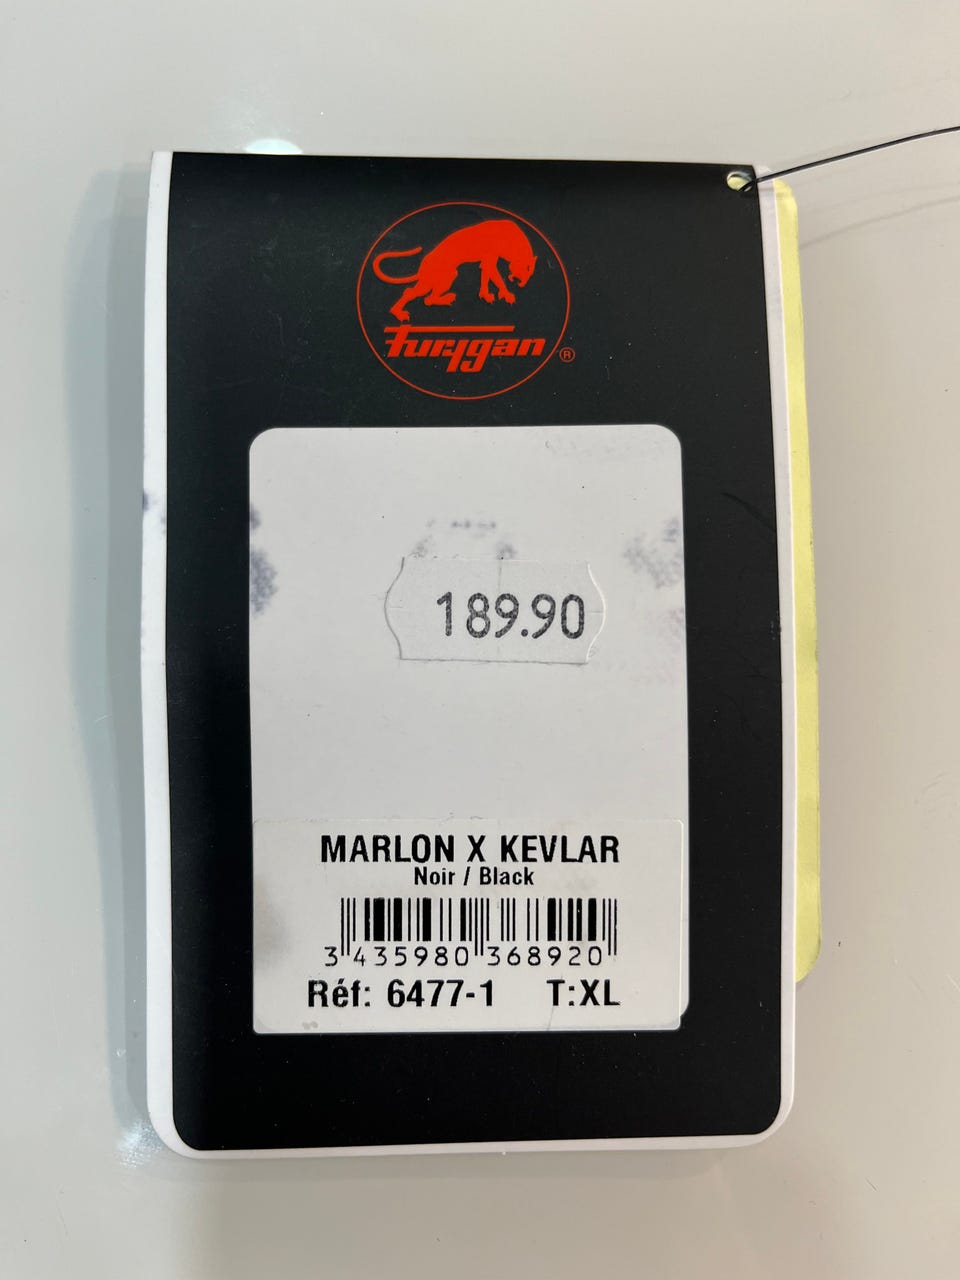 furygan ®
189.90
MARLON X KEVLAR
Noir / Black
3 435980 368920
Réf: 6477-1 T:XL